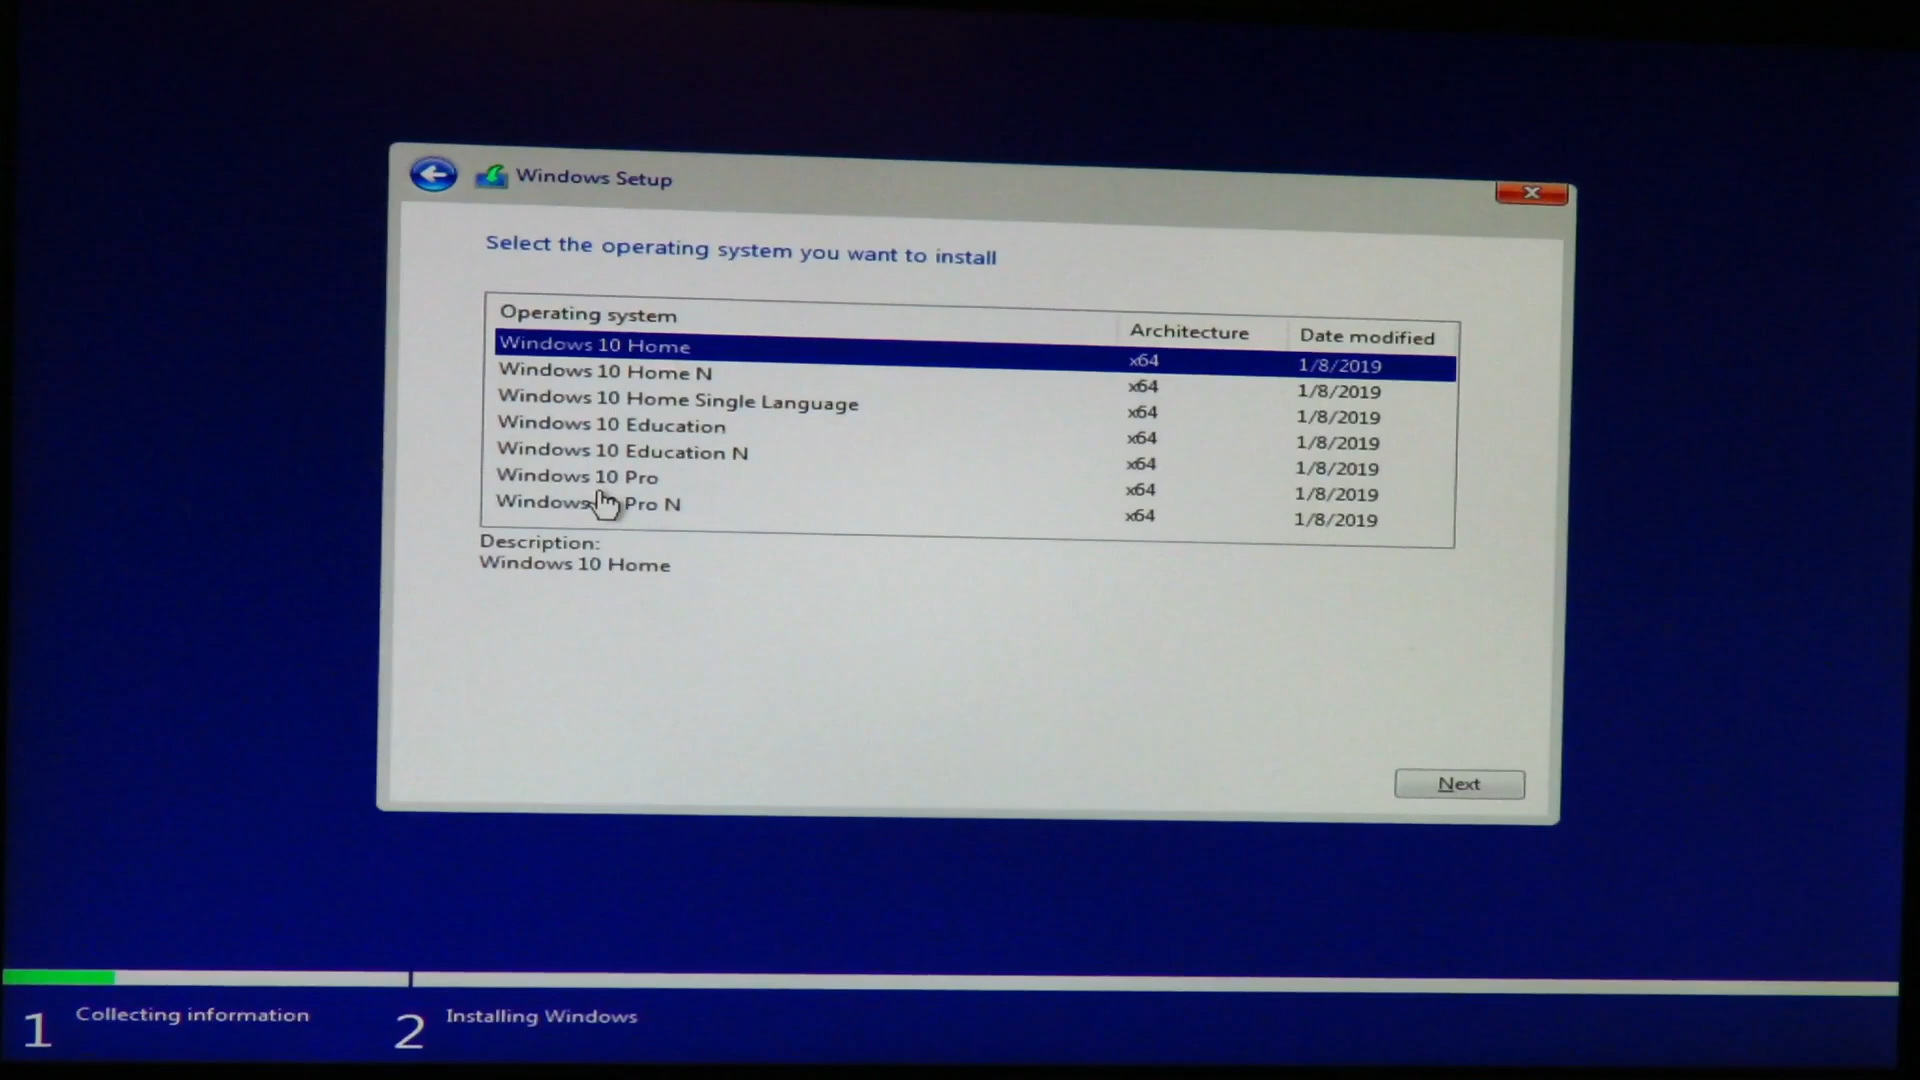 Windows Setup
Select the operating system you want to install
Operating system Architecture Date modified
Windows 10 Home x64 1/8/2019
Windows 10 Home N x64 1/8/2019
Windows 10 Home Single Language x64 1/8/2019
Windows 10 Education x64 1/8/2019
Windows 10 Education N x64 1/8/2019
Windows 10 Pro x64 1/8/2019
Windows Pro N x64 1/8/2019
Description:
Windows 10 Home
Next
1 Collecting information 2 Installing Windows